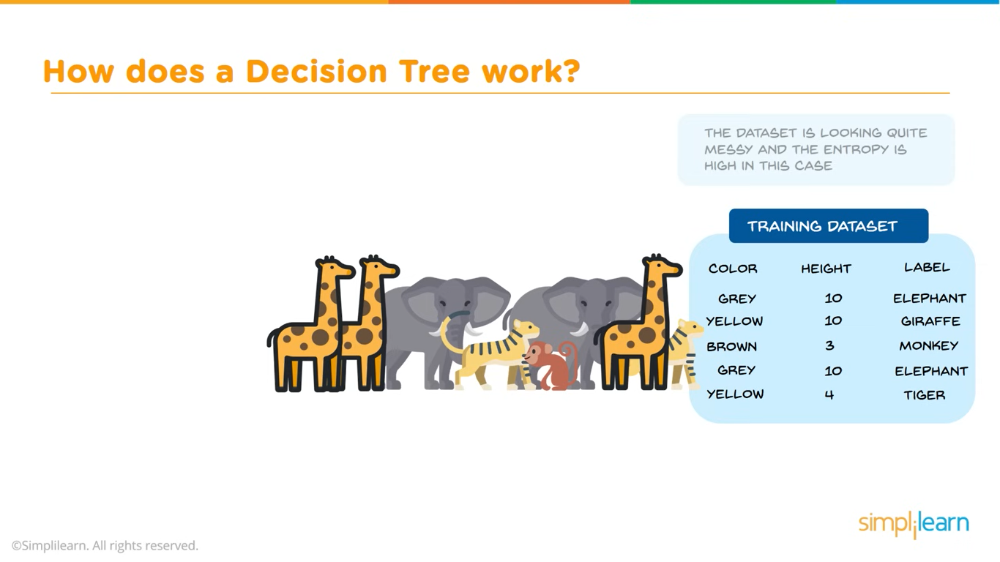 How does a Decision Tree work?
THE DATASET IS LOOKING QUITE
MESSY AND THE ENTROPY IS
HIGH IN THIS CASE
TRAINING DATASET
COLOR HEIGHT LABEL
GREY 10 ELEPHANT
YELLOW 10 GIRAFFE
BROWN 3 MONKEY
GREY 10 ELEPHANT
YELLOW 4 TIGER
simplilearn
©Simplilearn. All rights reserved.